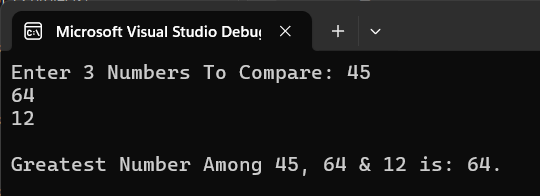 Microsoft Visual Studio Debug
Enter 3 Numbers To Compare: 45
64
12
Greatest Number Among 45, 64 & 12 is: 64.